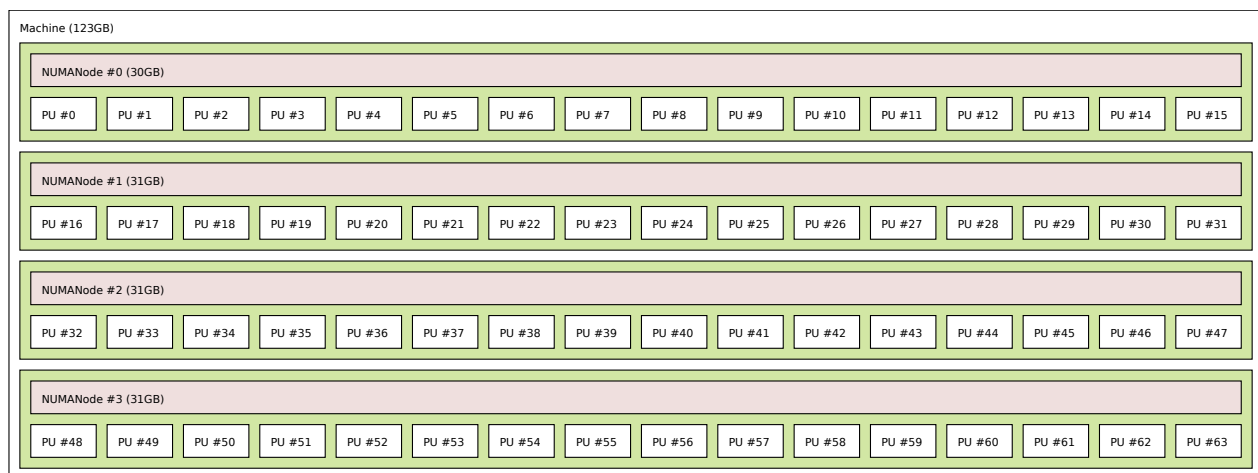 Machine (123GB)
NUMANode #0 (30GB)
PU #0 PU #1 PU #2 PU #3 PU #4 PU #5 PU #6 PU #7 PU #8 PU #9 PU #10 PU #11 PU #12 PU #13 PU #14 PU #15
NUMANode #1 (31GB)
PU #16 PU #17 PU #18 PU #19 PU #20 PU #21 PU #22 PU #23 PU #24 PU #25 PU #26 PU #27 PU #28 PU #29 PU #30 PU #31
NUMANode #2 (31GB)
PU #32 PU #33 PU #34 PU #35 PU #36 PU #37 PU #38 PU #39 PU #40 PU #41 PU #42 PU #43 PU #44 PU #45 PU #46 PU #47
NUMANode #3 (31GB)
PU #48 PU #49 PU #50 PU #51 PU #52 PU #53 PU #54 PU #55 PU #56 PU #57 PU #58 PU #59 PU #60 PU #61 PU #62 PU #63